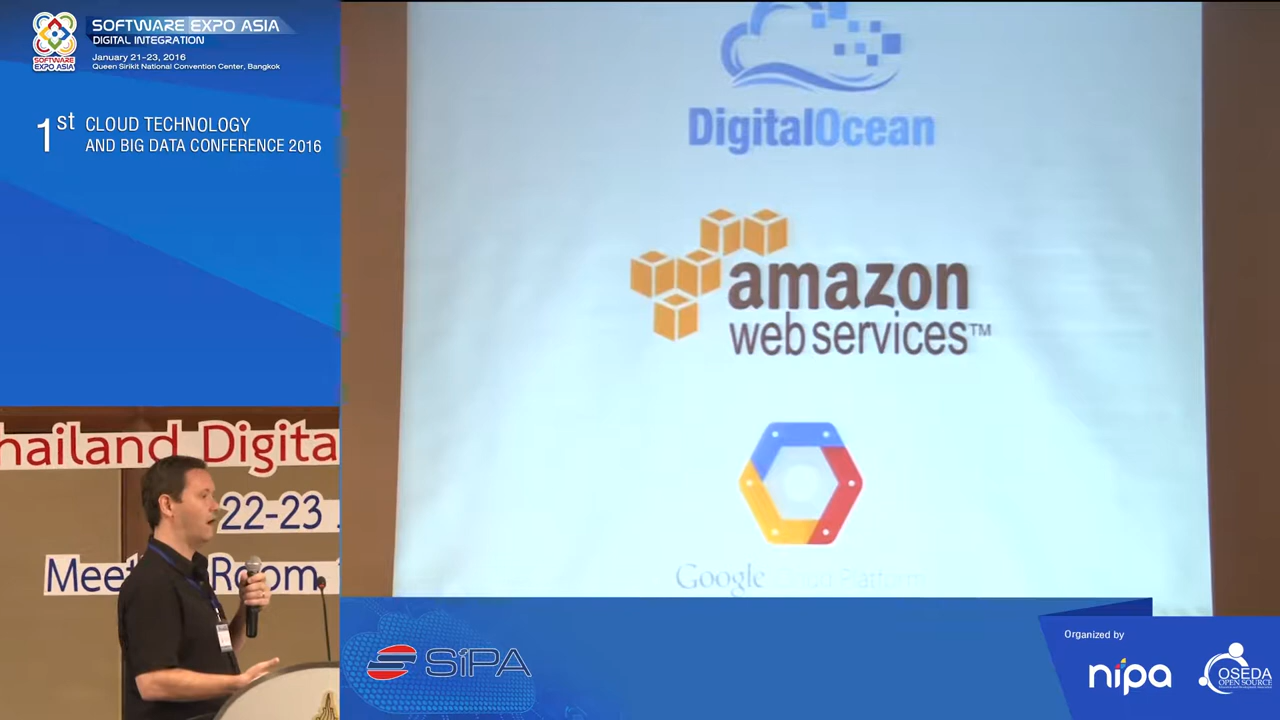 SOFTWARE EXPO ASIA
DIGITAL INTEGRATION
January 21-23, 2016
Queen Sirikit National Convention Center, Bangkok
SOFTWARE
EXPO ASIA
1st CLOUD TECHNOLOGY
AND BIG DATA CONFERENCE 2016
hailand Digita
22-23
Meet Room
DigitalOcean
amazon
web services™
Google Cloud Platform
SiPA
Organized by
nipa
OSEDA
OPEN SOURCE